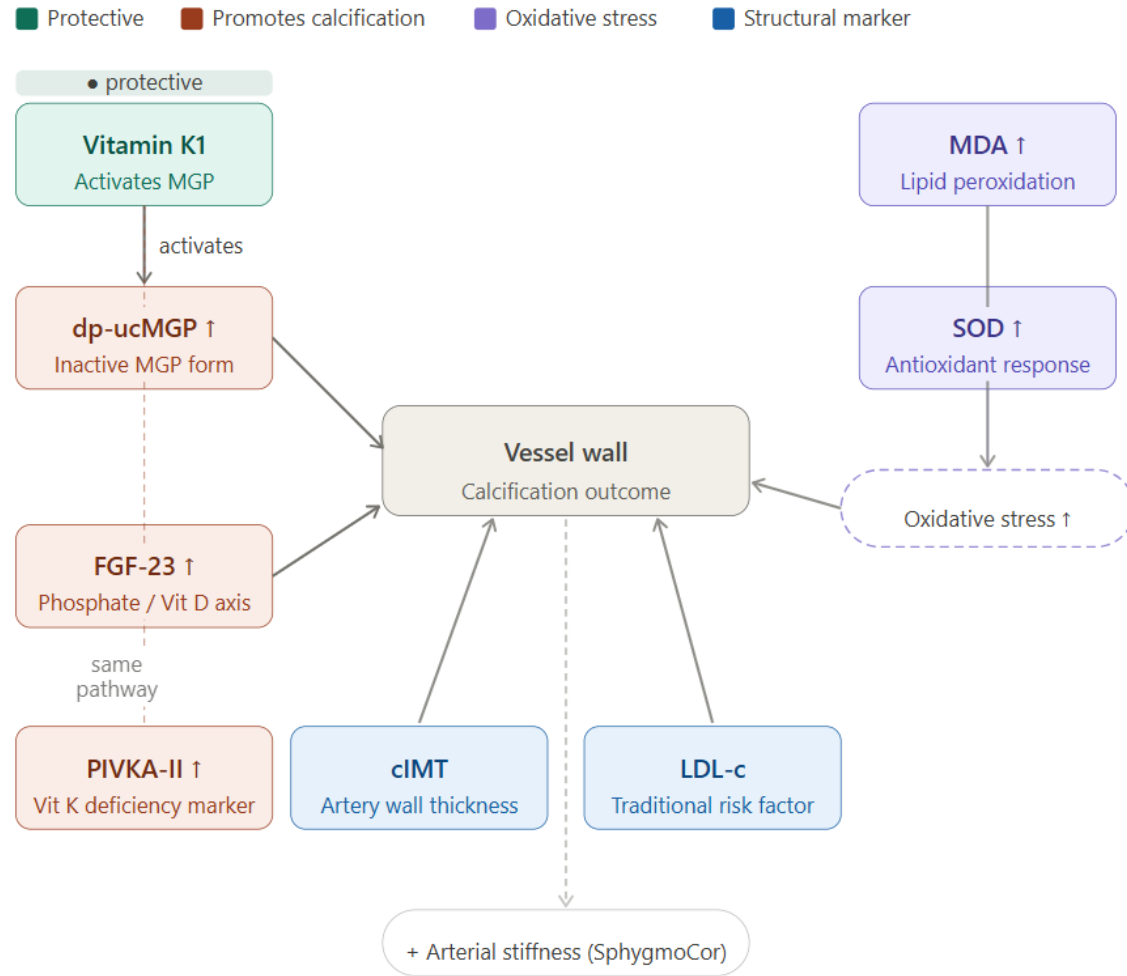 Protective
Promotes calcification
Oxidative stress
Structural marker
• protective
Vitamin K1
Activates MGP
MDA ↑
Lipid peroxidation
activates
dp-ucMGP ↑
Inactive MGP form
SOD ↑
Antioxidant response
Vessel wall
Calcification outcome
Oxidative stress ↑
FGF-23 ↑
Phosphate / Vit D axis
same
pathway
PIVKA-II ↑
Vit K deficiency marker
cIMT
Artery wall thickness
LDL-c
Traditional risk factor
+ Arterial stiffness (SphygmoCor)